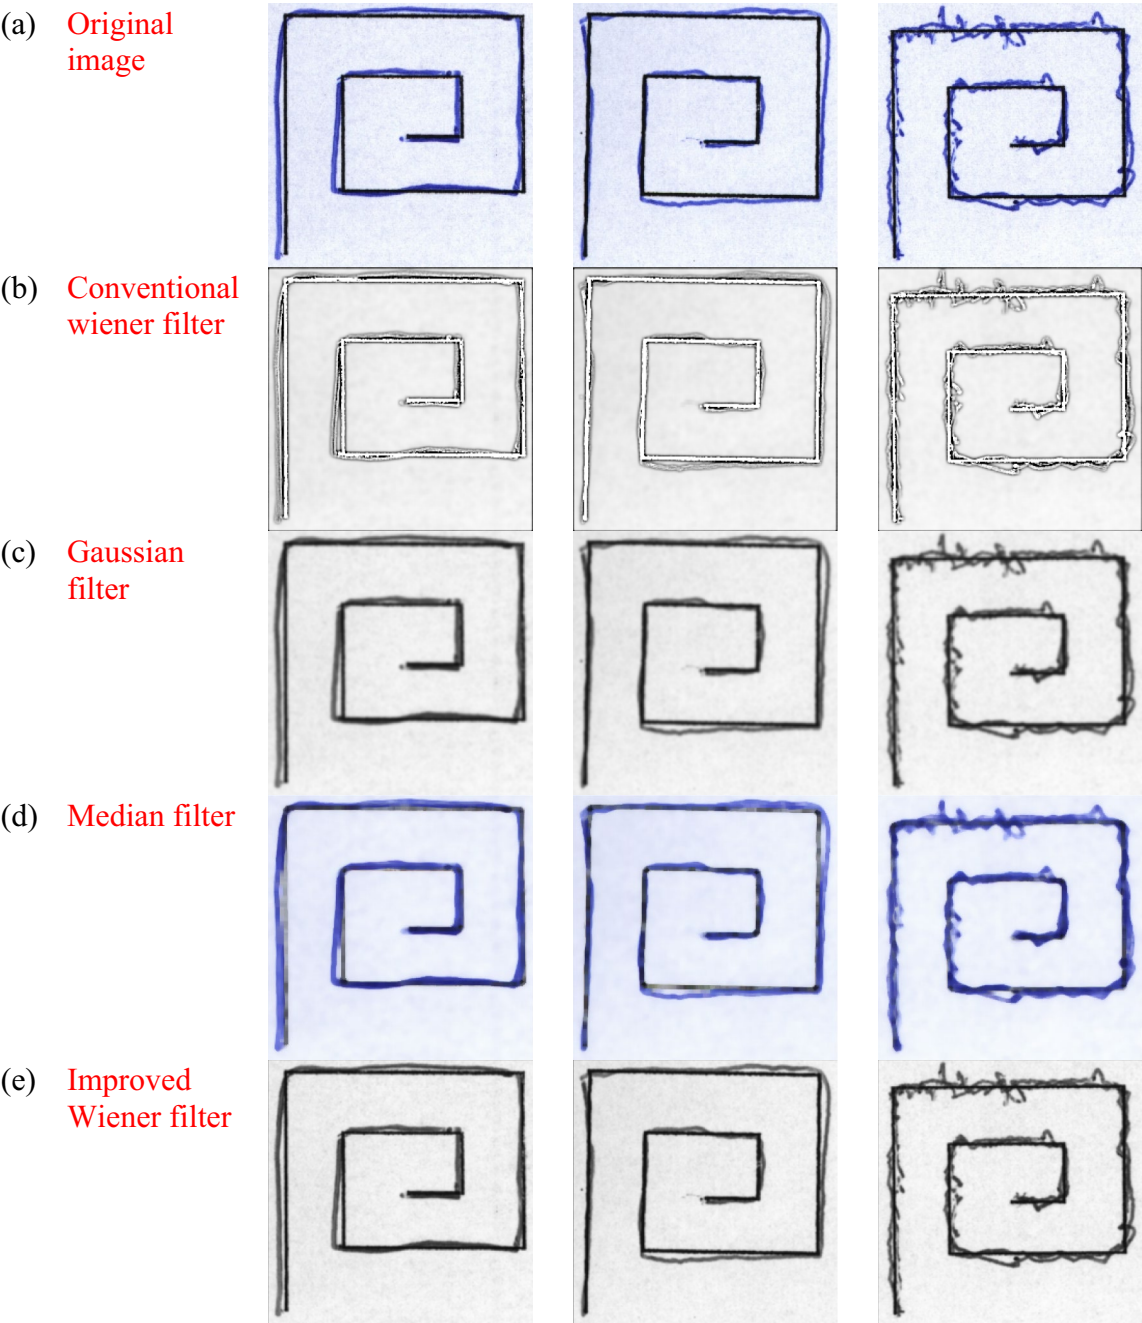 (a) Original
image
(b) Conventional
wiener filter
(c) Gaussian
filter
(d) Median filter
(e) Improved
Wiener filter